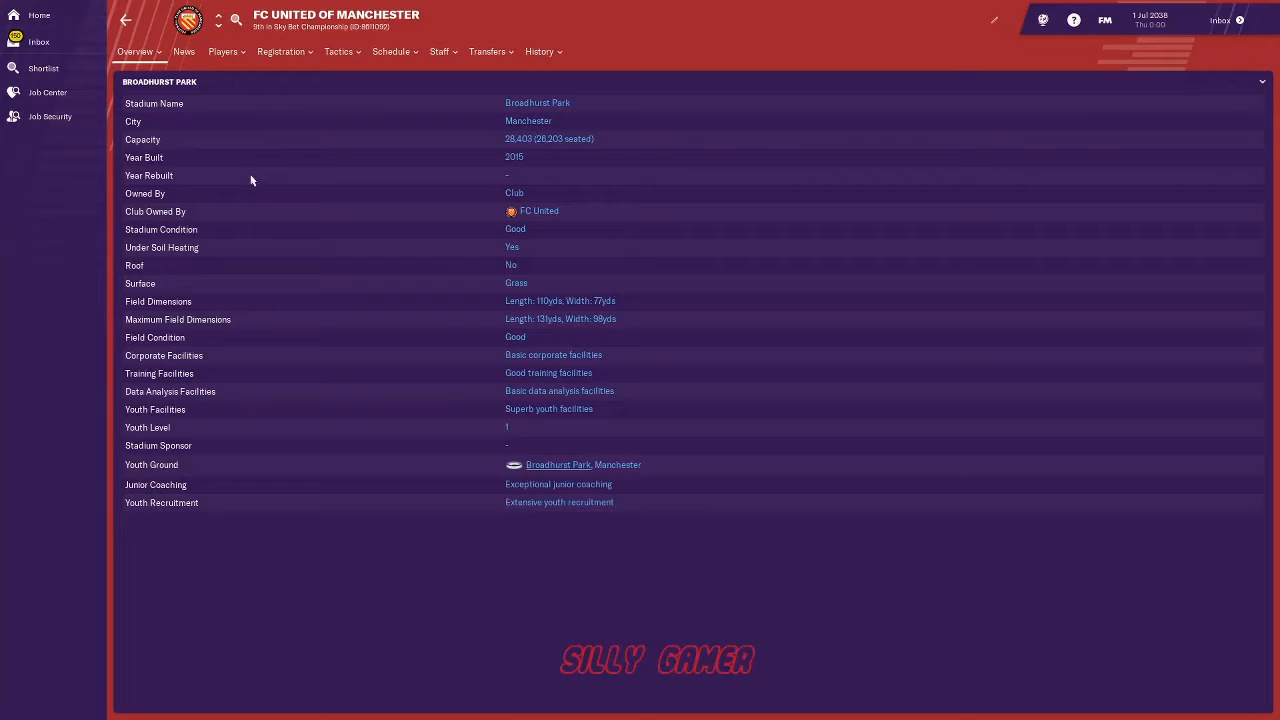 Home
150
Inbox
Shortlist
Job Center
Job Security
FC UNITED OF MANCHESTER
9th in Sky Bet Championship (ID:8611092)
FM
1 Jul 2038
Thu 0:00
Inbox
Overview
News
Players
Registration
Tactics
Schedule
Staff
Transfers
History
BROADHURST PARK
Stadium Name Broadhurst Park
City Manchester
Capacity 28,403 (26,203 seated)
Year Built 2015
Year Rebuilt -
Owned By Club
Club Owned By FC United
Stadium Condition Good
Under Soil Heating Yes
Roof No
Surface Grass
Field Dimensions Length: 110yds, Width: 77yds
Maximum Field Dimensions Length: 131yds, Width: 98yds
Field Condition Good
Corporate Facilities Basic corporate facilities
Training Facilities Good training facilities
Data Analysis Facilities Basic data analysis facilities
Youth Facilities Superb youth facilities
Youth Level 1
Stadium Sponsor -
Youth Ground Broadhurst Park, Manchester
Junior Coaching Exceptional junior coaching
Youth Recruitment Extensive youth recruitment
SILLY GAMER